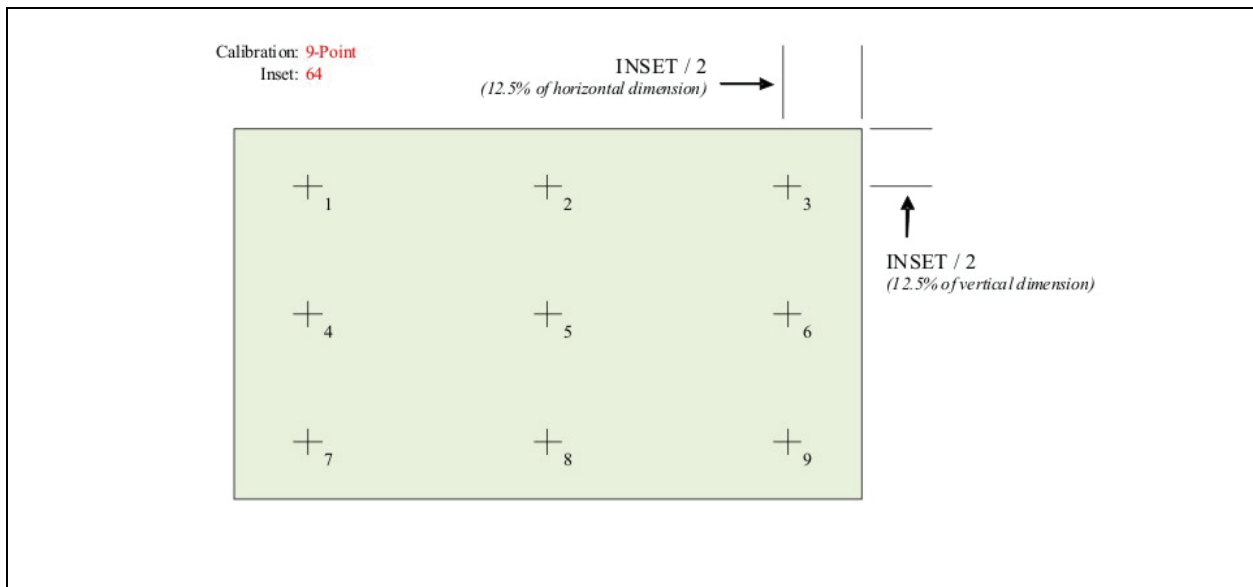 Calibration: 9-Point
Inset: 64
INSET / 2
(12.5% of horizontal dimension)
1
2
3
INSET / 2
(12.5% of vertical dimension)
4
5
6
7
8
9